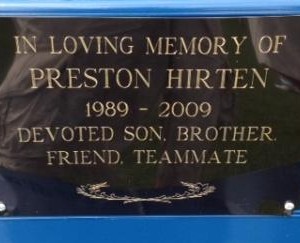 IN LOVING MEMORY OF
PRESTON HIRTEN
1989 - 2009
DEVOTED SON, BROTHER,
FRIEND, TEAMMATE